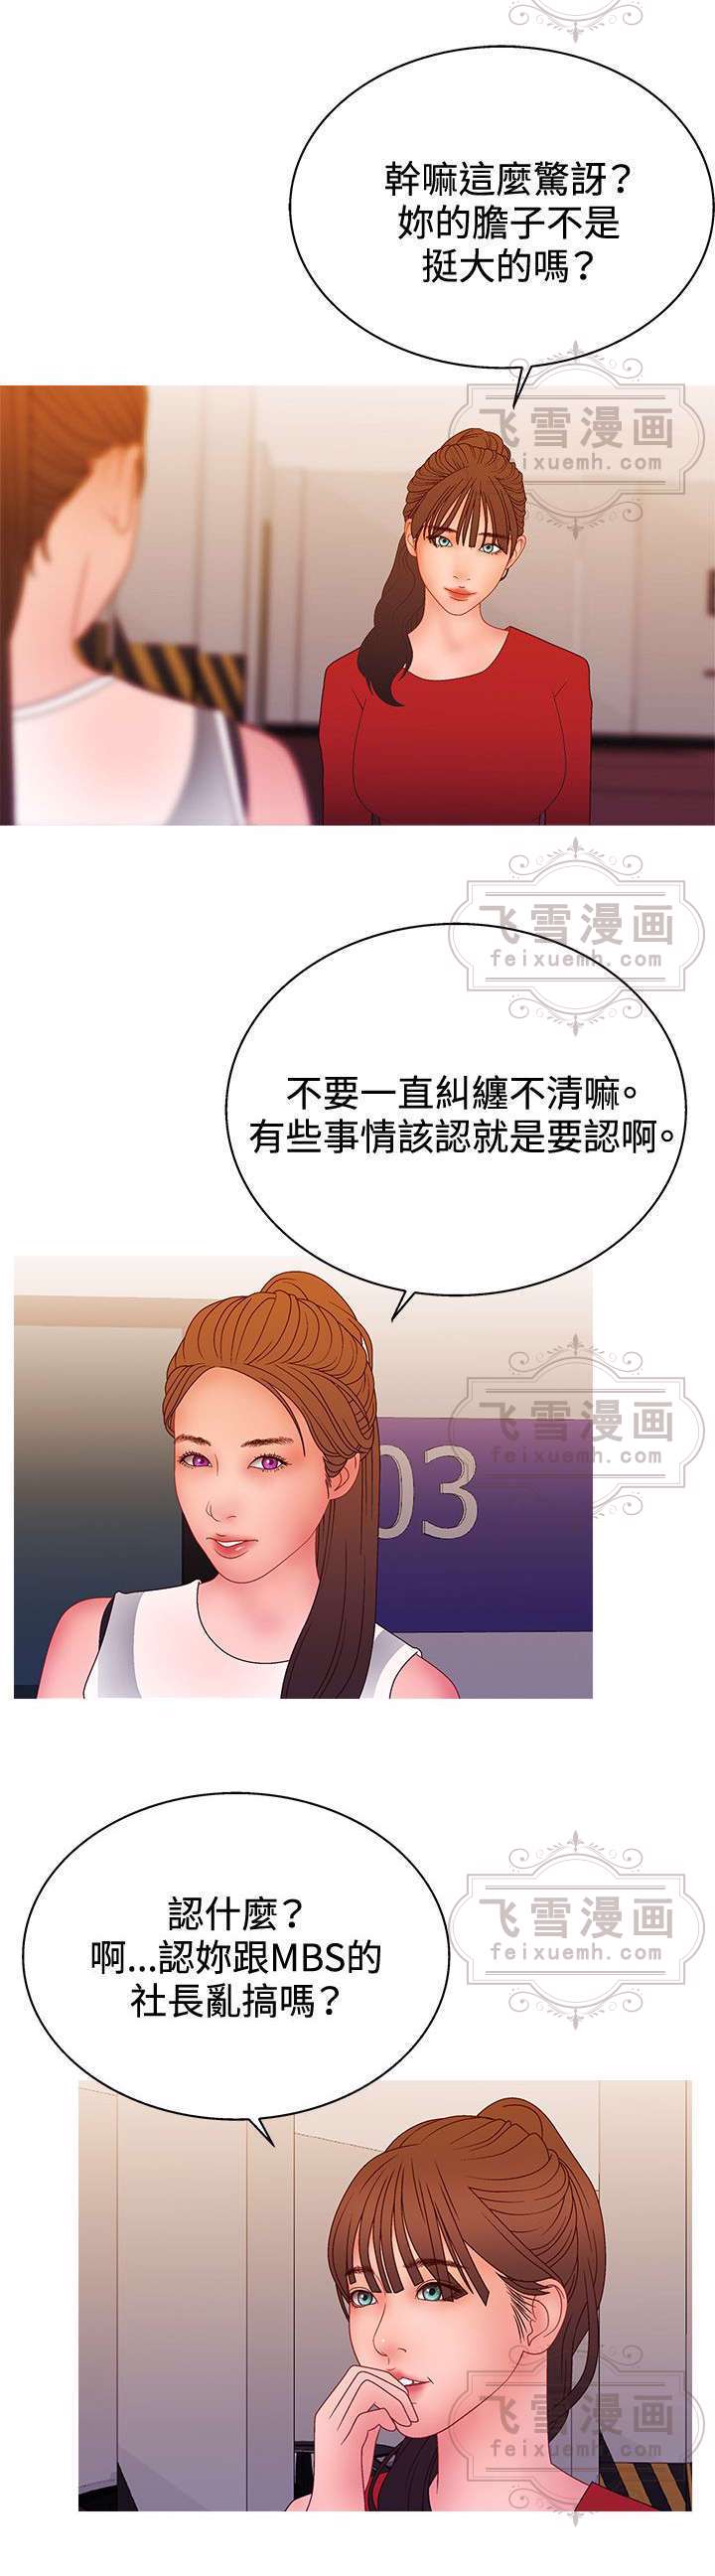 幹嘛這麼驚訝？
妳的膽子不是
挺大的嗎？
飞雪漫画
feixuemh.com
飞雪漫画
feixuemh.com
不要一直糾纏不清嘛。
有些事情該認就是要認啊。
飞雪漫画
feixuemh.com
03
認什麼？
啊...認妳跟MBS的
社長亂搞嗎？
飞雪漫画
feixuemh.com
飞雪漫画
feixuemh.com